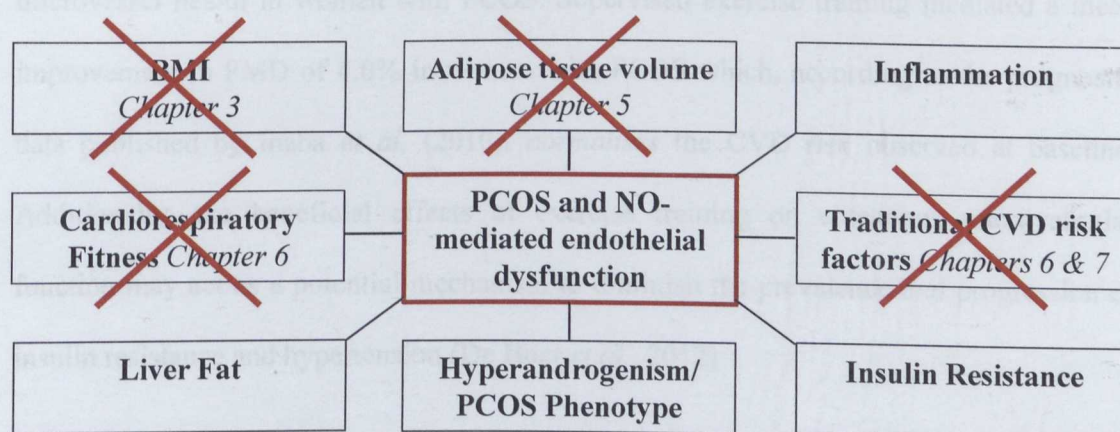 BMI
Chapter 3
Adipose tissue volume
Chapter 5
Inflammation
Cardiorespiratory
Fitness Chapter 6
PCOS and NO-
mediated endothelial
dysfunction
Traditional CVD risk
factors Chapters 6 & 7
Liver Fat
Hyperandrogenism/
PCOS Phenotype
Insulin Resistance